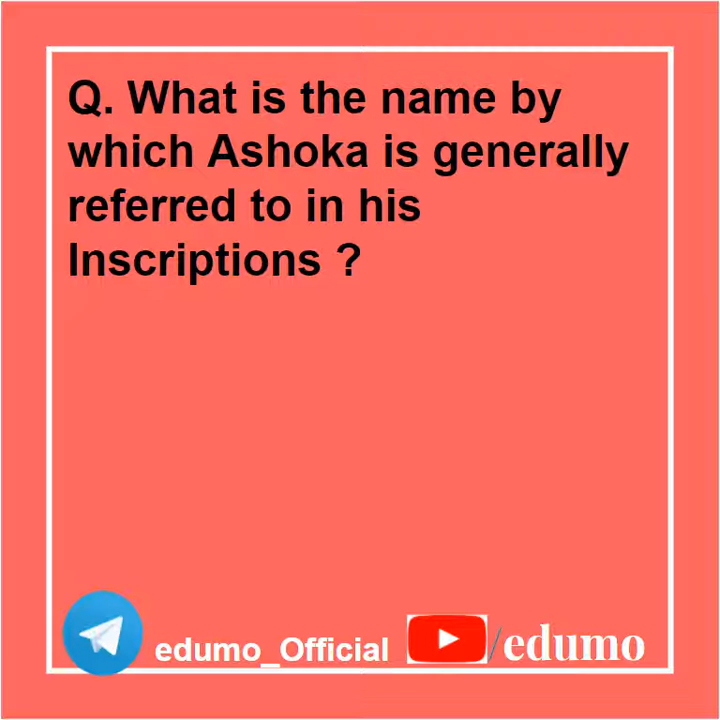 Q. What is the name by
which Ashoka is generally
referred to in his
Inscriptions ?
edumo_Official /edumo